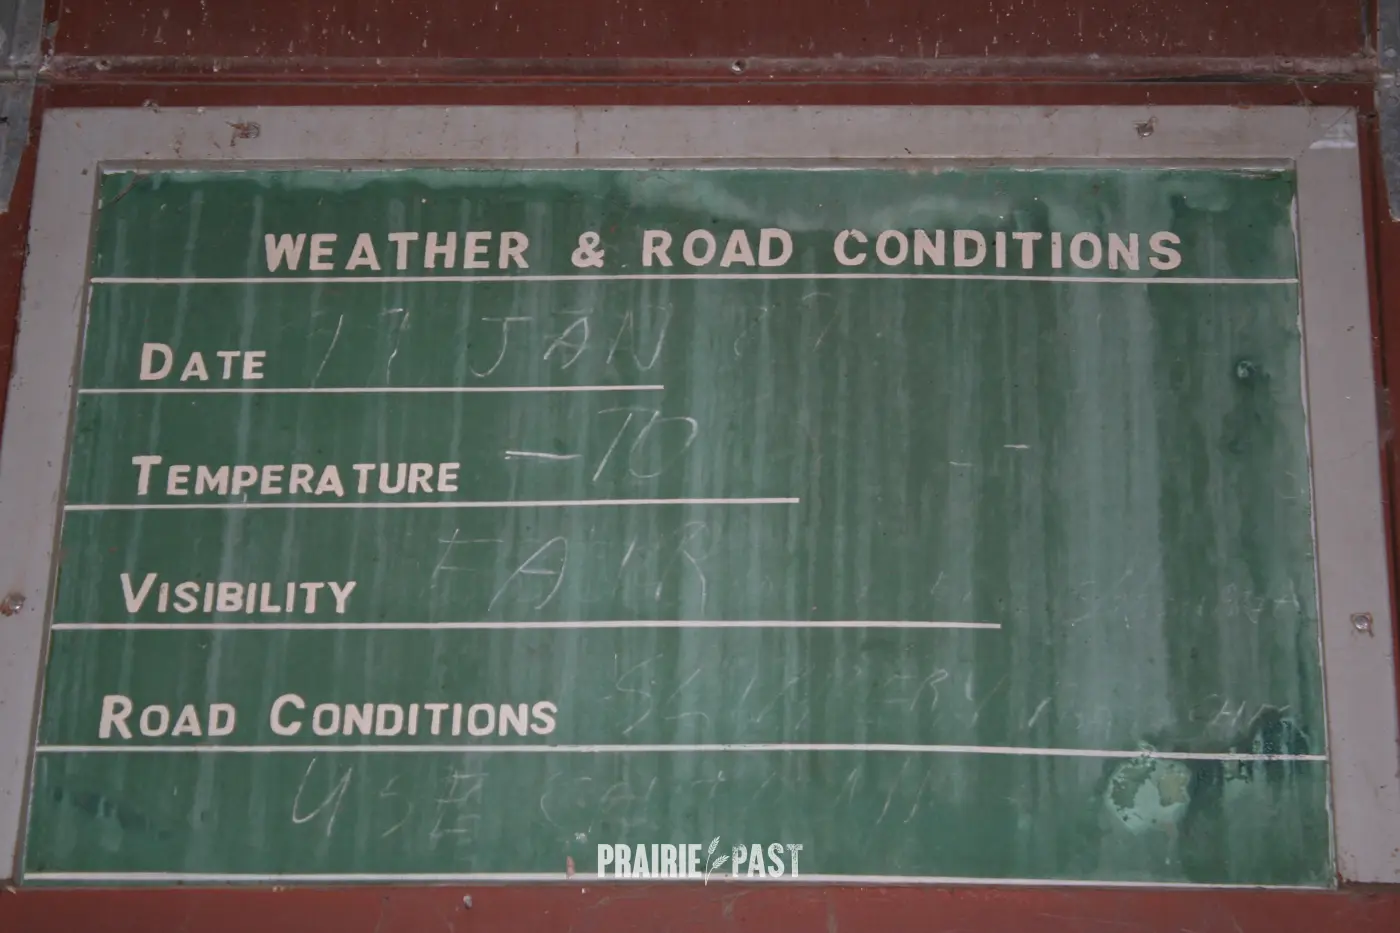 WEATHER & ROAD CONDITIONS
DATE 17 JAN
TEMPERATURE -10
VISIBILITY FAIR
ROAD CONDITIONS SLIPPERY
USE CAUTION
PRAIRIE PAST